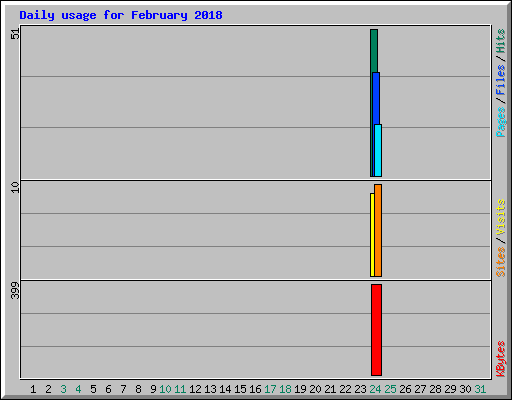 Daily usage for February 2018
51
10
399
Pages/Files/Hits
Sites/Visits
KBytes
1 2 3 4 5 6 7 8 9 10 11 12 13 14 15 16 17 18 19 20 21 22 23 24 25 26 27 28 29 30 31